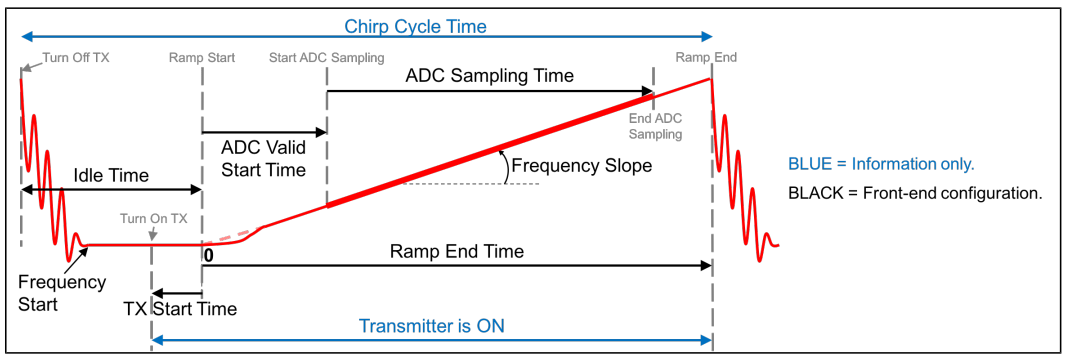 Chirp Cycle Time
Turn Off TX
Ramp Start
Start ADC Sampling
Ramp End
ADC Sampling Time
End ADC
Sampling
ADC Valid
Start Time
Frequency Slope
BLUE = Information only.
BLACK = Front-end configuration.
Idle Time
Turn On TX
0
Ramp End Time
Frequency
Start
TX Start Time
Transmitter is ON